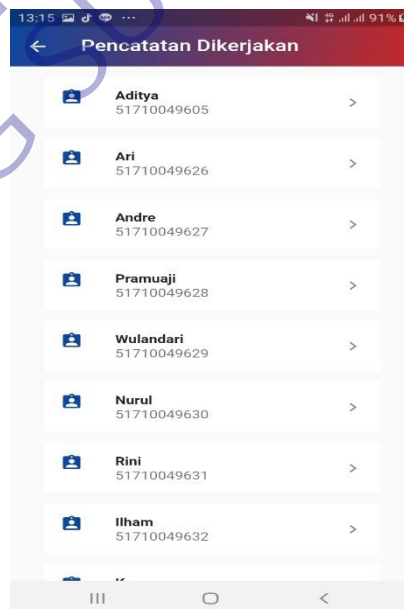 13:15 91%
Pencatatan Dikerjakan
Aditya
51710049605
Ari
51710049626
Andre
51710049627
Pramuaji
51710049628
Wulandari
51710049629
Nurul
51710049630
Rini
51710049631
Ilham
51710049632